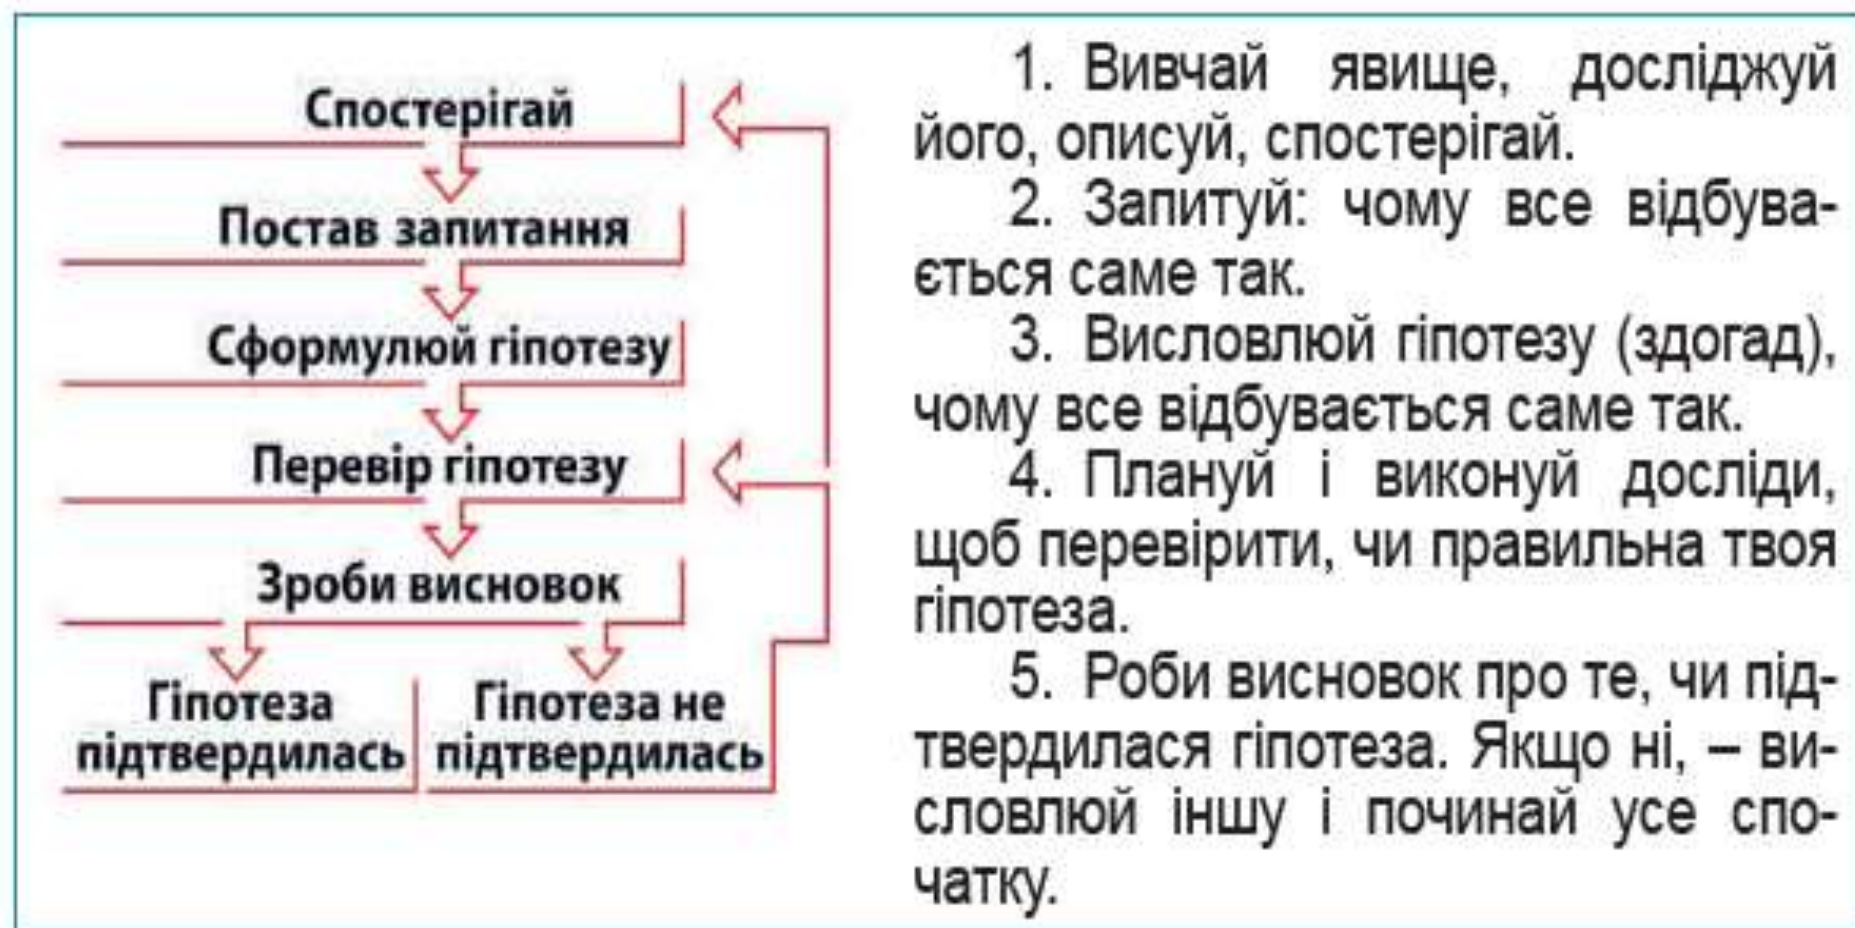 Спостерігай
Постав запитання
Сформулюй гіпотезу
Перевір гіпотезу
Зроби висновок
Гіпотеза
підтвердилась
Гіпотеза не
підтвердилась
1. Вивчай явище, досліджуй
його, описуй, спостерігай.
2. Запитуй: чому все відбува-
ється саме так.
3. Висловлюй гіпотезу (здогад),
чому все відбувається саме так.
4. Плануй і виконуй досліди,
щоб перевірити, чи правильна твоя
гіпотеза.
5. Роби висновок про те, чи під-
твердилася гіпотеза. Якщо ні, – ви-
словлюй іншу і починай усе спо-
чатку.